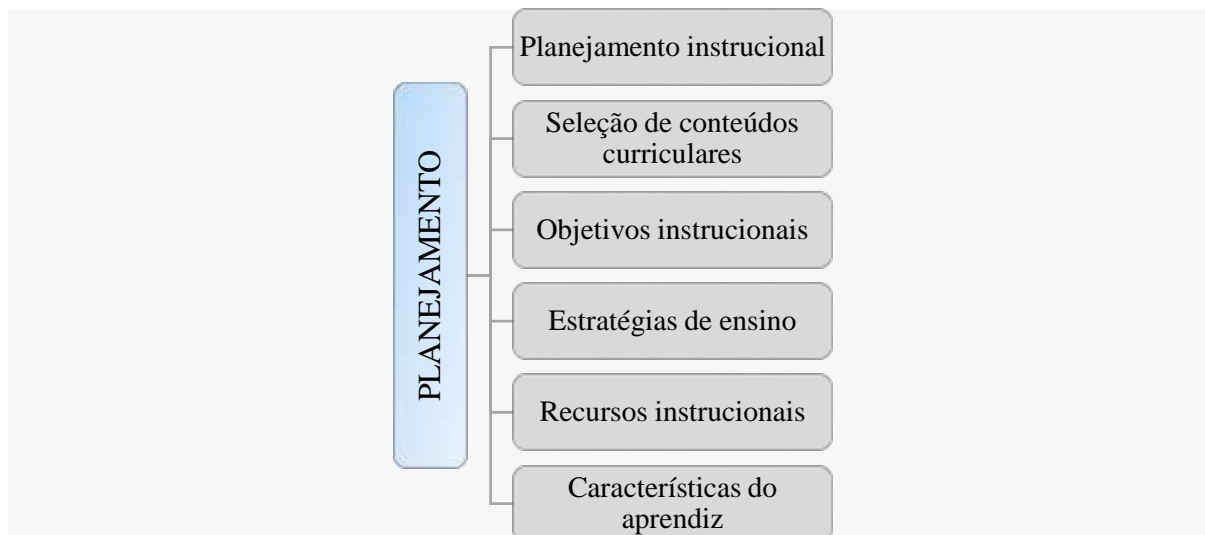 PLANEJAMENTO
Planejamento instrucional
Seleção de conteúdos
curriculares
Objetivos instrucionais
Estratégias de ensino
Recursos instrucionais
Características do
aprendiz